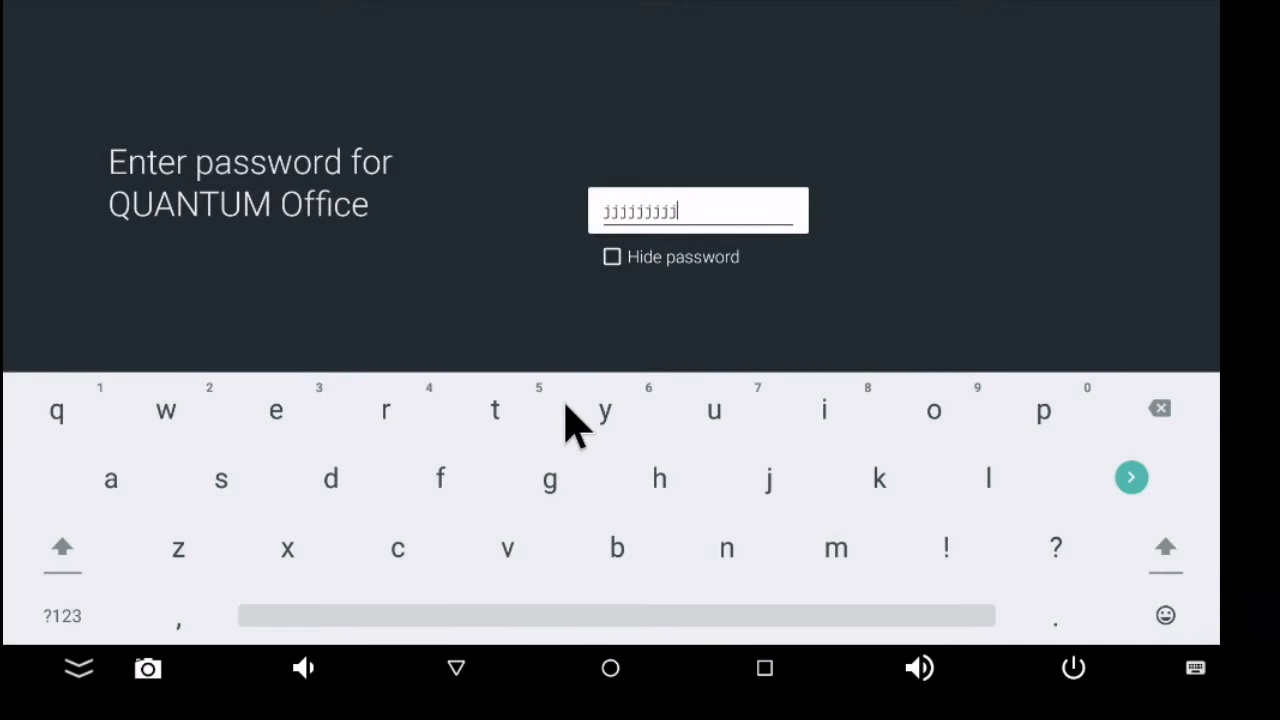 Enter password for
QUANTUM Office
jjjjjjjjj
Hide password
1 2 3 4 5 6 7 8 9 0
q w e r t y u i o p
a s d f g h j k l
z x c v b n m ! ?
?123 , .